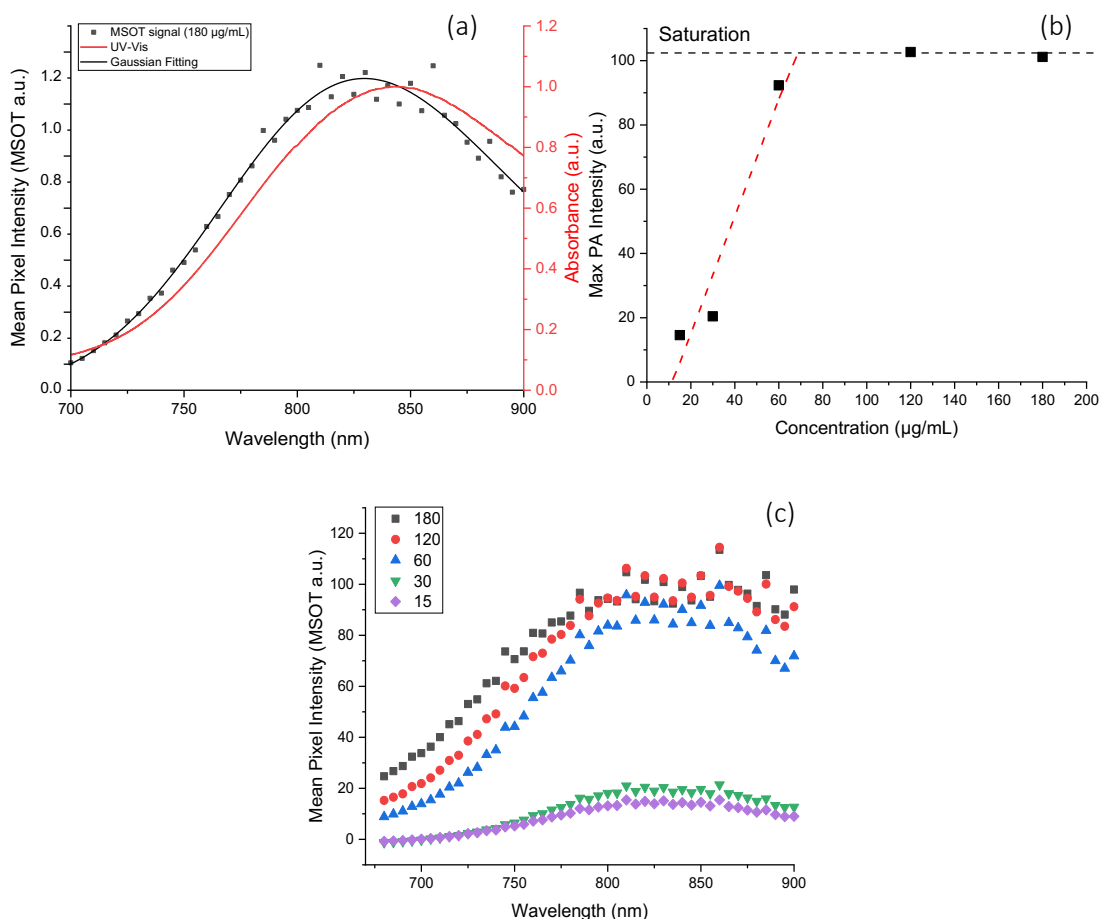 (a)
MSOT signal (180 µg/mL)
UV-Vis
Gaussian Fitting
Mean Pixel Intensity (MSOT a.u.)
1.2
1.0
0.8
0.6
0.4
0.2
0.0
1.2
1.0
0.8
0.6
0.4
0.2
0.0
Absorbance (a.u.)
700 750 800 850 900
Wavelength (nm)
(b)
Saturation
Max PA Intensity (a.u.)
100
80
60
40
20
0
0 20 40 60 80 100 120 140 160 180 200
Concentration (µg/mL)
(c)
180
120
60
30
15
Mean Pixel Intensity (MSOT a.u.)
120
100
80
60
40
20
0
700 750 800 850 900
Wavelength (nm)